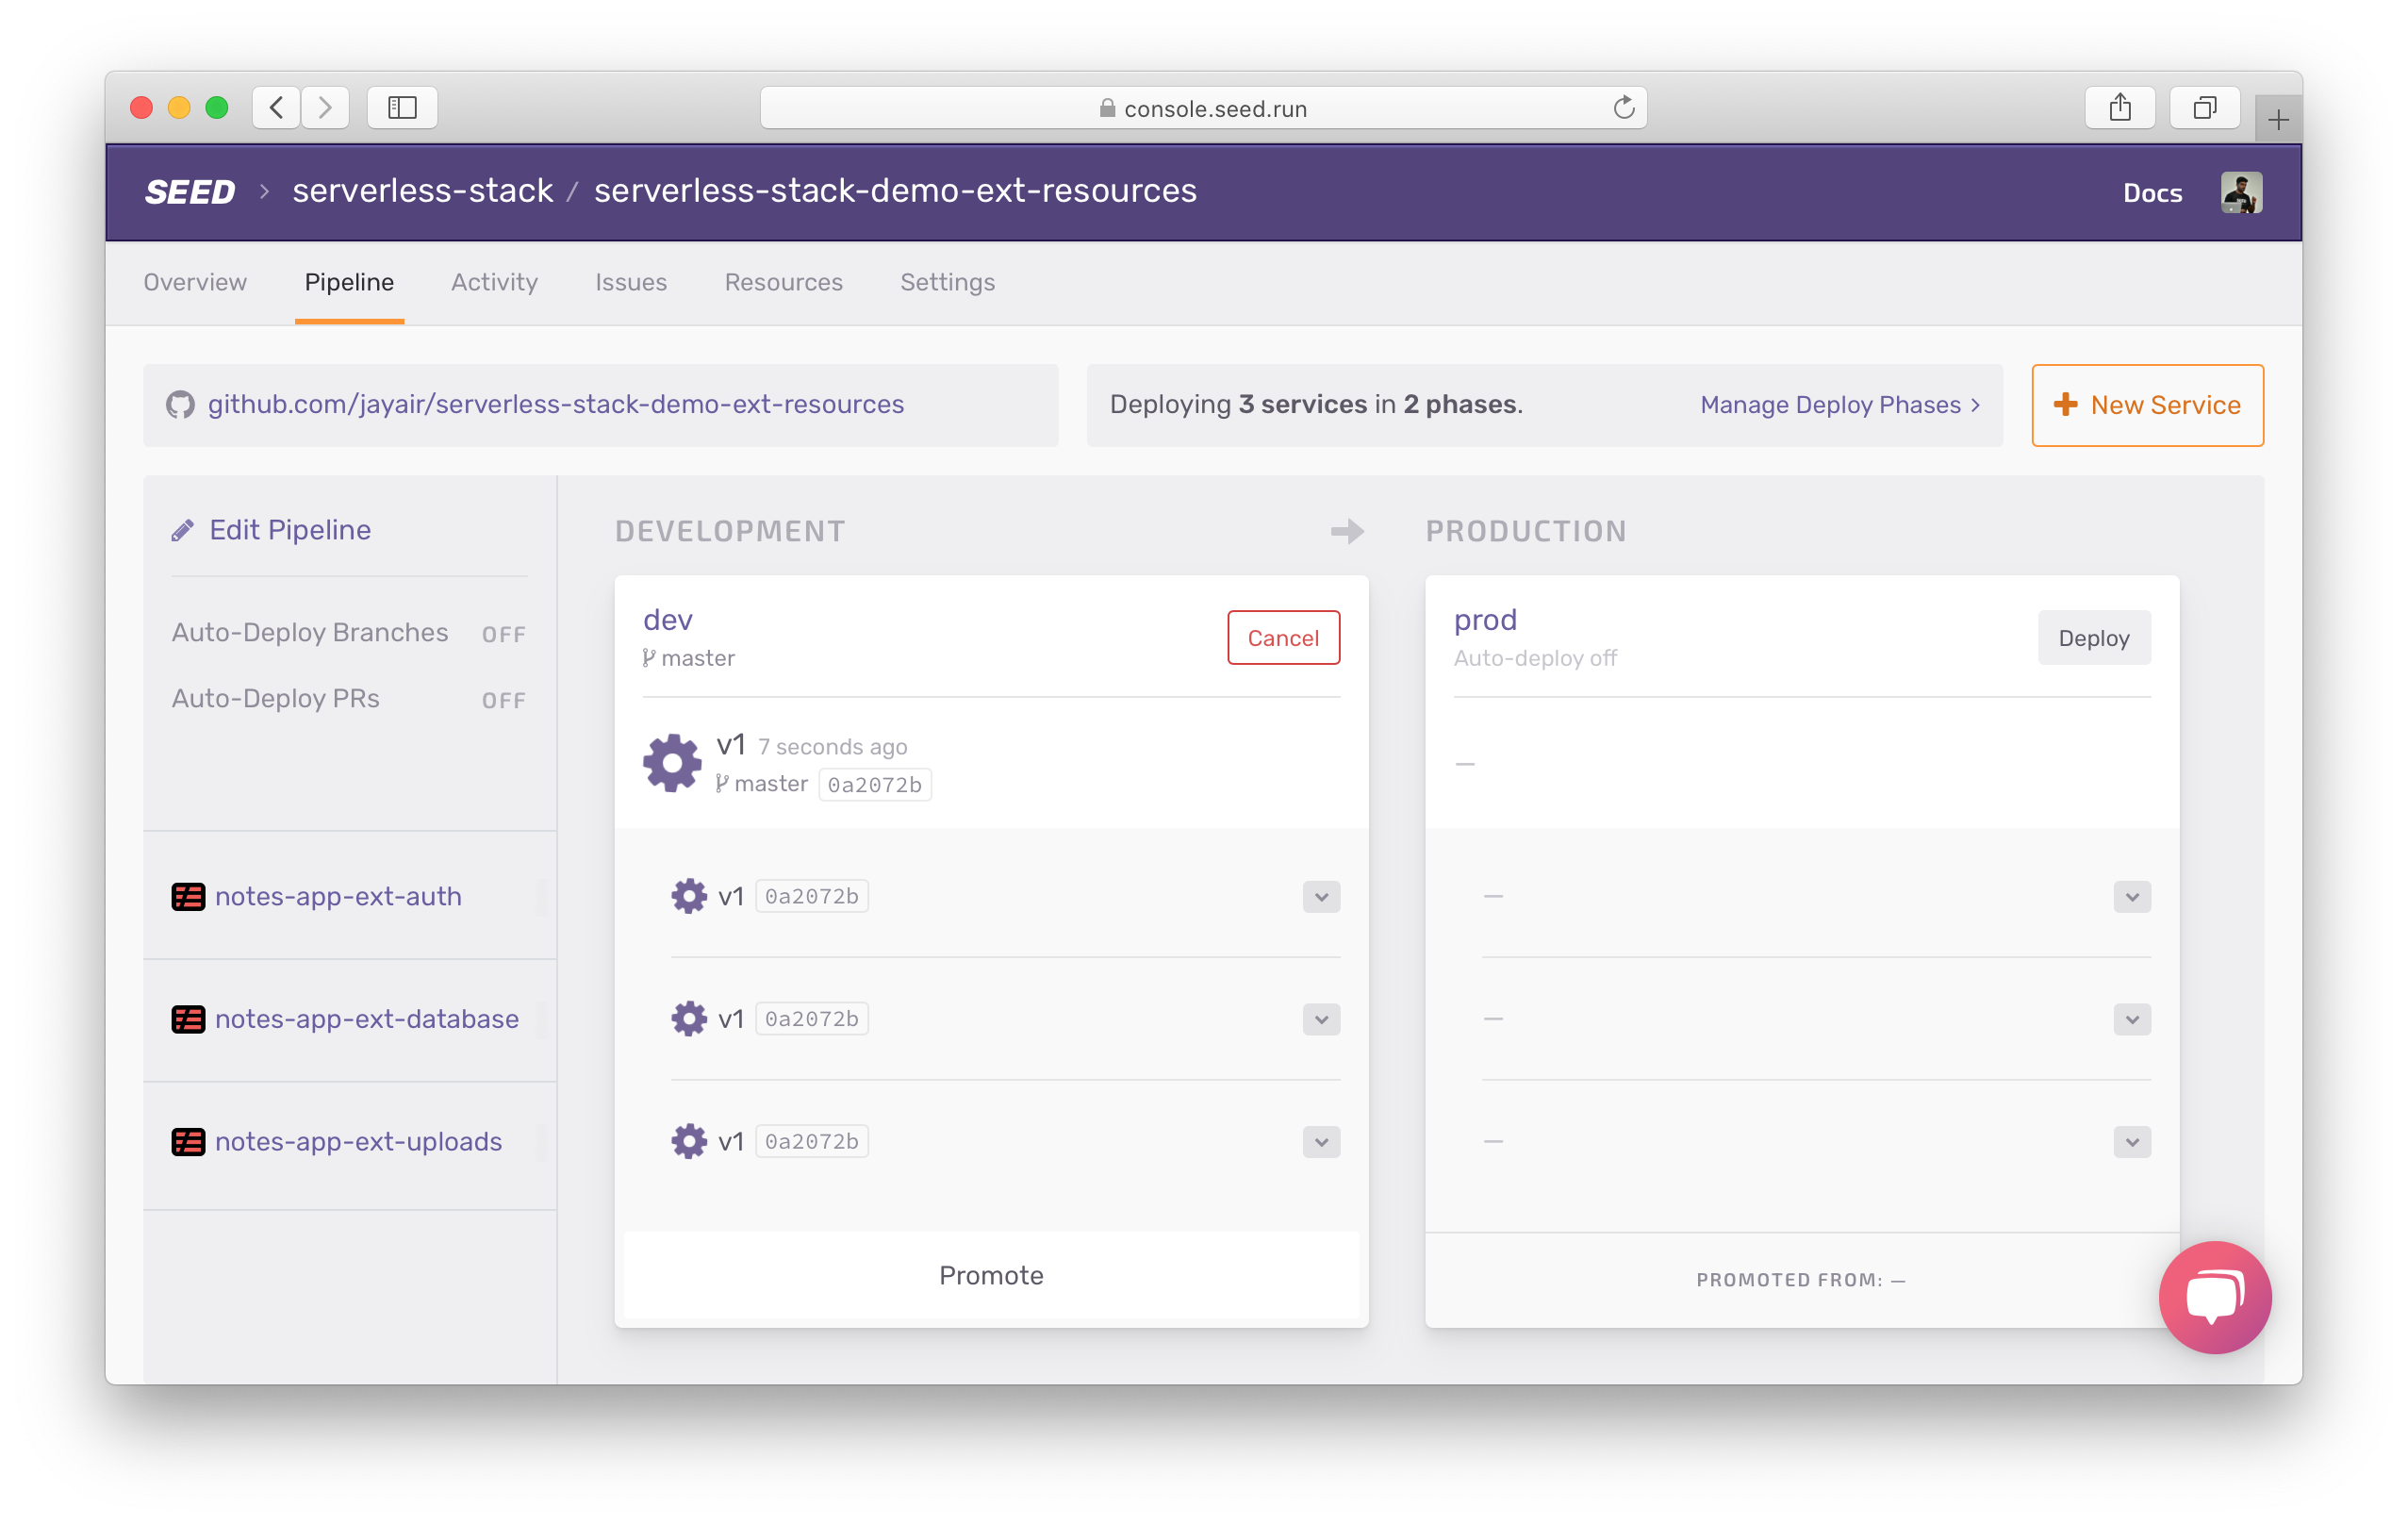 console.seed.run
SEED > serverless-stack / serverless-stack-demo-ext-resources
Docs
Overview Pipeline Activity Issues Resources Settings
github.com/jayair/serverless-stack-demo-ext-resources
Deploying 3 services in 2 phases.
Manage Deploy Phases >
+ New Service
Edit Pipeline
Auto-Deploy Branches OFF
Auto-Deploy PRs OFF
notes-app-ext-auth
notes-app-ext-database
notes-app-ext-uploads
DEVELOPMENT
dev
master
Cancel
v1 7 seconds ago
master 0a2072b
v1 0a2072b
v1 0a2072b
v1 0a2072b
Promote
PRODUCTION
prod
Auto-deploy off
Deploy
—
—
—
—
PROMOTED FROM: —